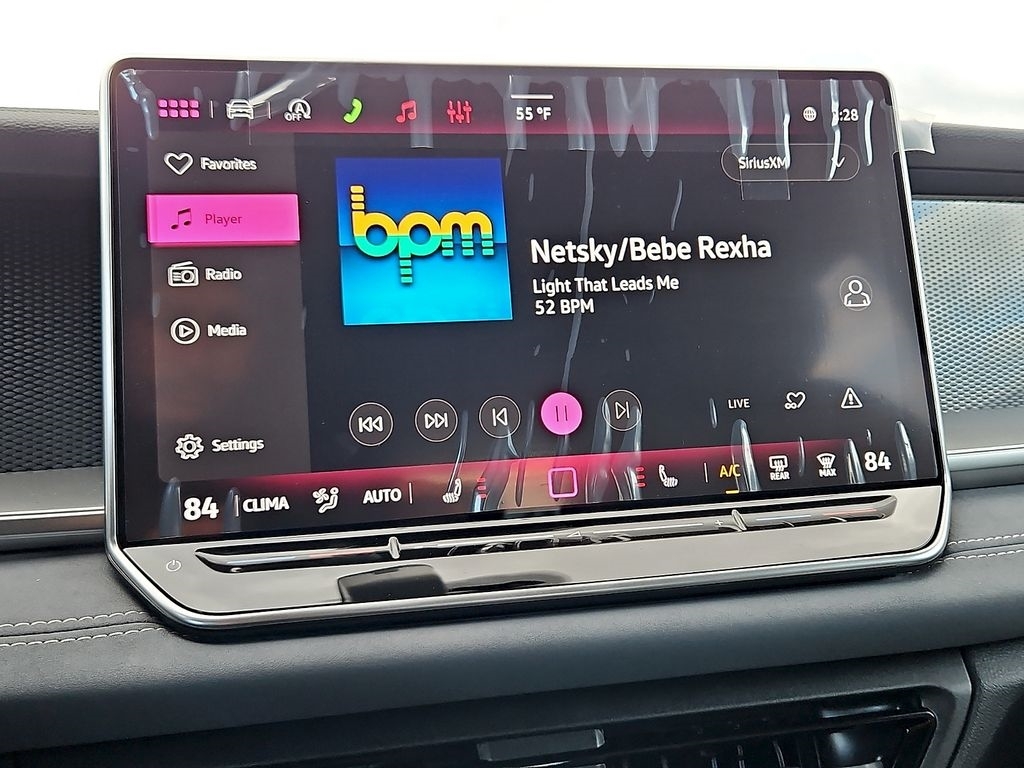 OFF
55 °F
:28
Favorites
SiriusXM
Player
bpm
Netsky/Bebe Rexha
Radio
Light That Leads Me
52 BPM
Media
LIVE
Settings
84
CLIMA
AUTO
A/C
REAR
MAX
84